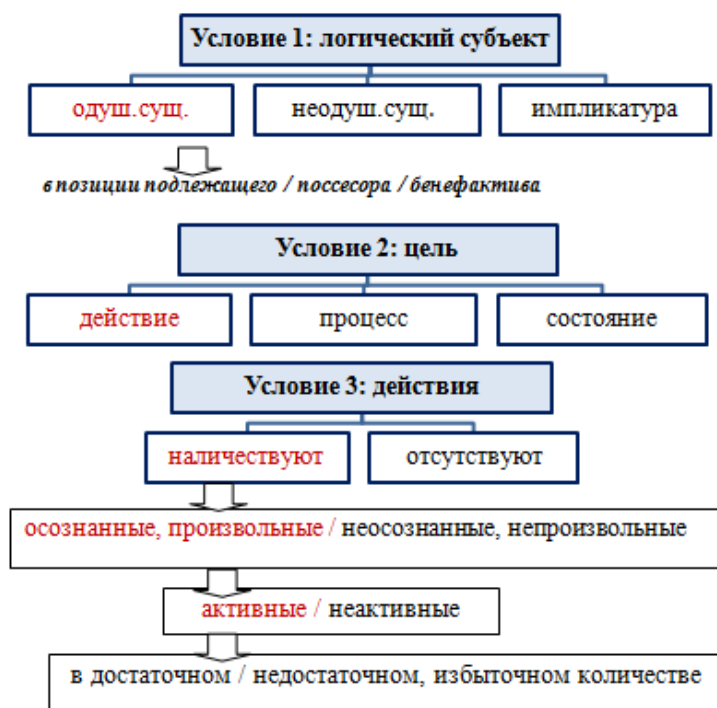 Условие 1: логический субъект
одуш.сущ. неодуш.сущ. импликатура
в позиции подлежащего / поссесора / бенефактива
Условие 2: цель
действие процесс состояние
Условие 3: действия
наличествуют отсутствуют
осознанные, произвольные / неосознанные, непроизвольные
активные / неактивные
в достаточном / недостаточном, избыточном количестве